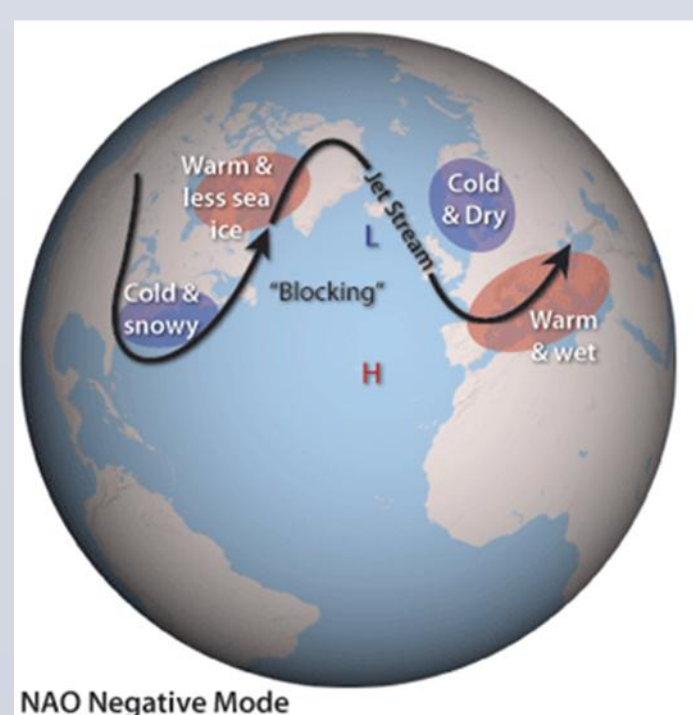 Warm &
less sea
ice
Jet Stream
Cold
& Dry
L
Cold &
snowy
"Blocking"
Warm
& wet
H
NAO Negative Mode